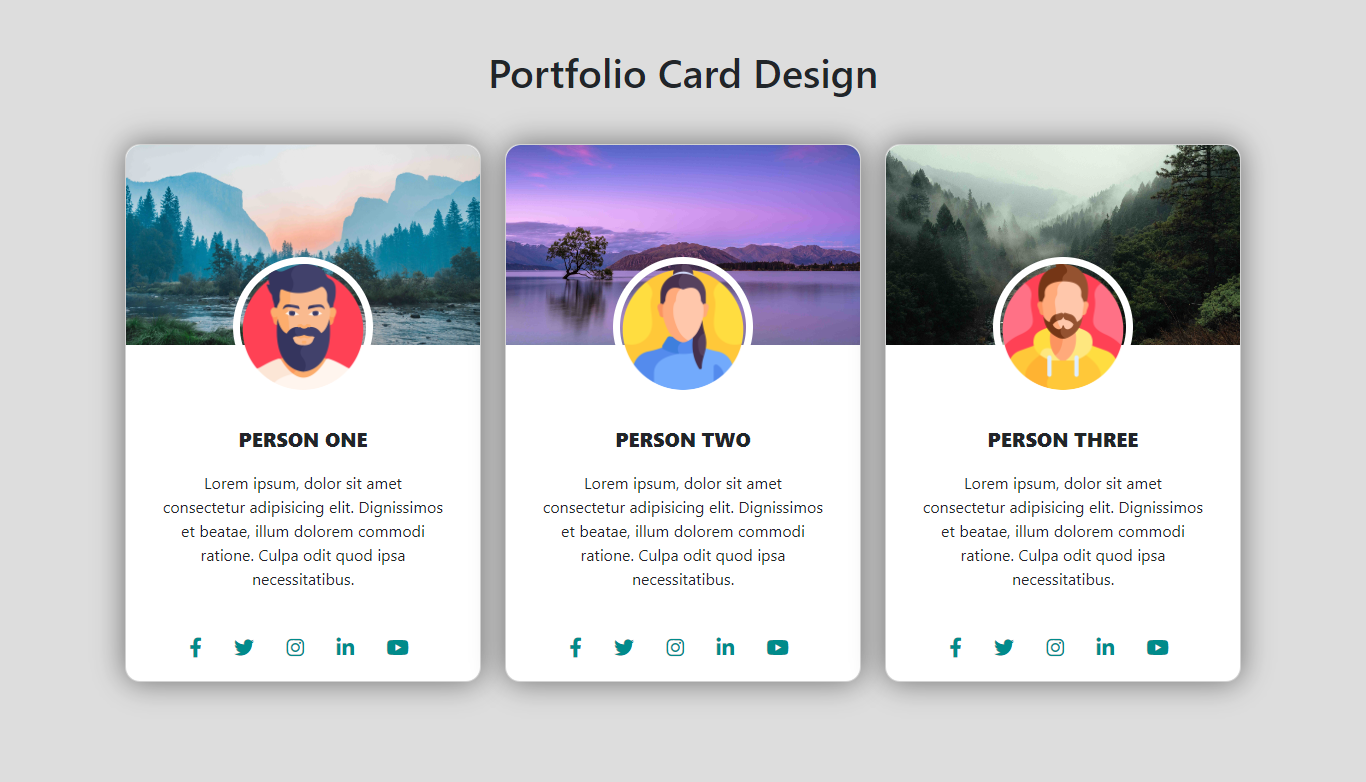 Portfolio Card Design
PERSON ONE
Lorem ipsum, dolor sit amet
consectetur adipisicing elit. Dignissimos
et beatae, illum dolorem commodi
ratione. Culpa odit quod ipsa
necessitatibus.
PERSON TWO
Lorem ipsum, dolor sit amet
consectetur adipisicing elit. Dignissimos
et beatae, illum dolorem commodi
ratione. Culpa odit quod ipsa
necessitatibus.
PERSON THREE
Lorem ipsum, dolor sit amet
consectetur adipisicing elit. Dignissimos
et beatae, illum dolorem commodi
ratione. Culpa odit quod ipsa
necessitatibus.